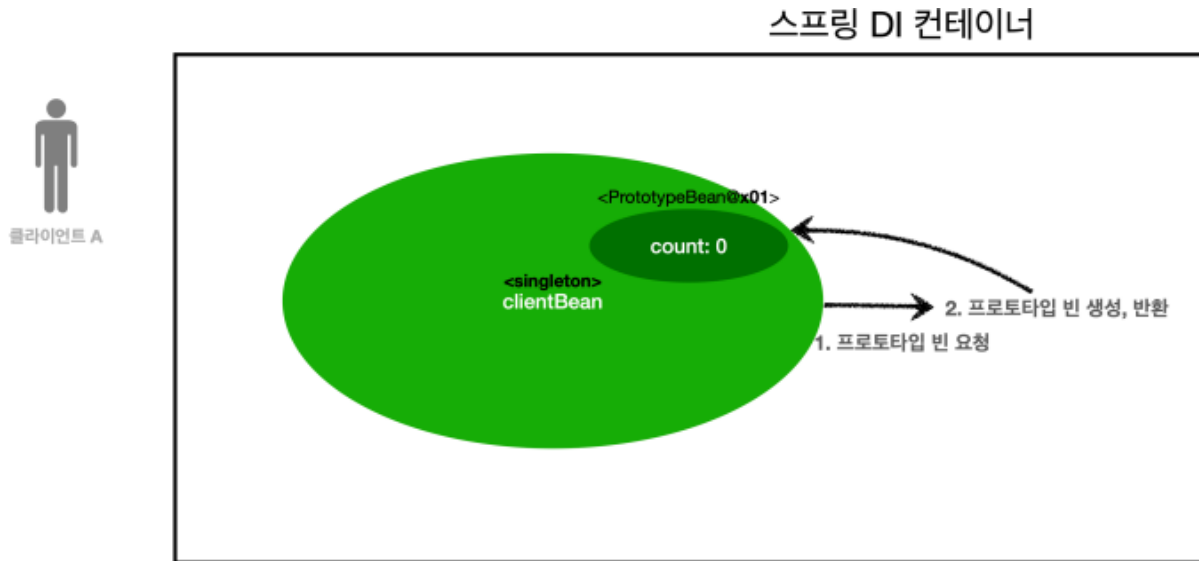 스프링 DI 컨테이너
<PrototypeBean@x01>
count: 0
클라이언트 A
<singleton>
clientBean
2. 프로토타입 빈 생성, 반환
1. 프로토타입 빈 요청